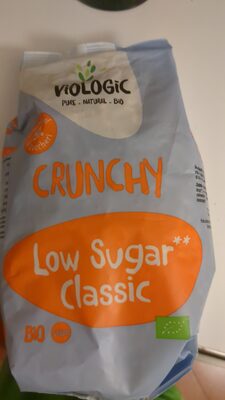 ViOLOGiC
PURE - NATURAL - BIO
CRUNCHY
Low Sugar**
Classic
BIO